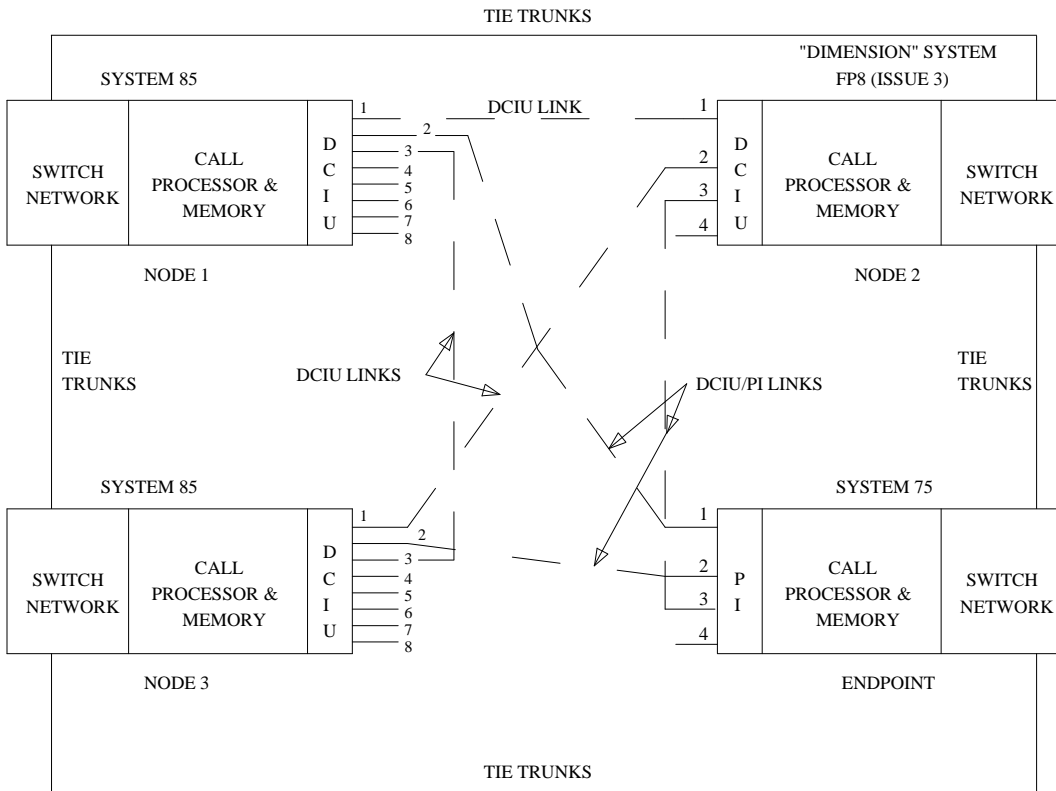 TIE TRUNKS
"DIMENSION" SYSTEM
FP8 (ISSUE 3)
SYSTEM 85
DCIU LINK
SWITCH
NETWORK
CALL
PROCESSOR &
MEMORY
D
C
I
U
1
2
3
4
5
6
7
8
NODE 1
1
2
3
4
D
C
I
U
CALL
PROCESSOR &
MEMORY
SWITCH
NETWORK
NODE 2
TIE
TRUNKS
DCIU LINKS
DCIU/PI LINKS
TIE
TRUNKS
SYSTEM 85
SWITCH
NETWORK
CALL
PROCESSOR &
MEMORY
D
C
I
U
1
2
3
4
5
6
7
8
NODE 3
SYSTEM 75
1
2
3
4
P
I
CALL
PROCESSOR &
MEMORY
SWITCH
NETWORK
ENDPOINT
TIE TRUNKS